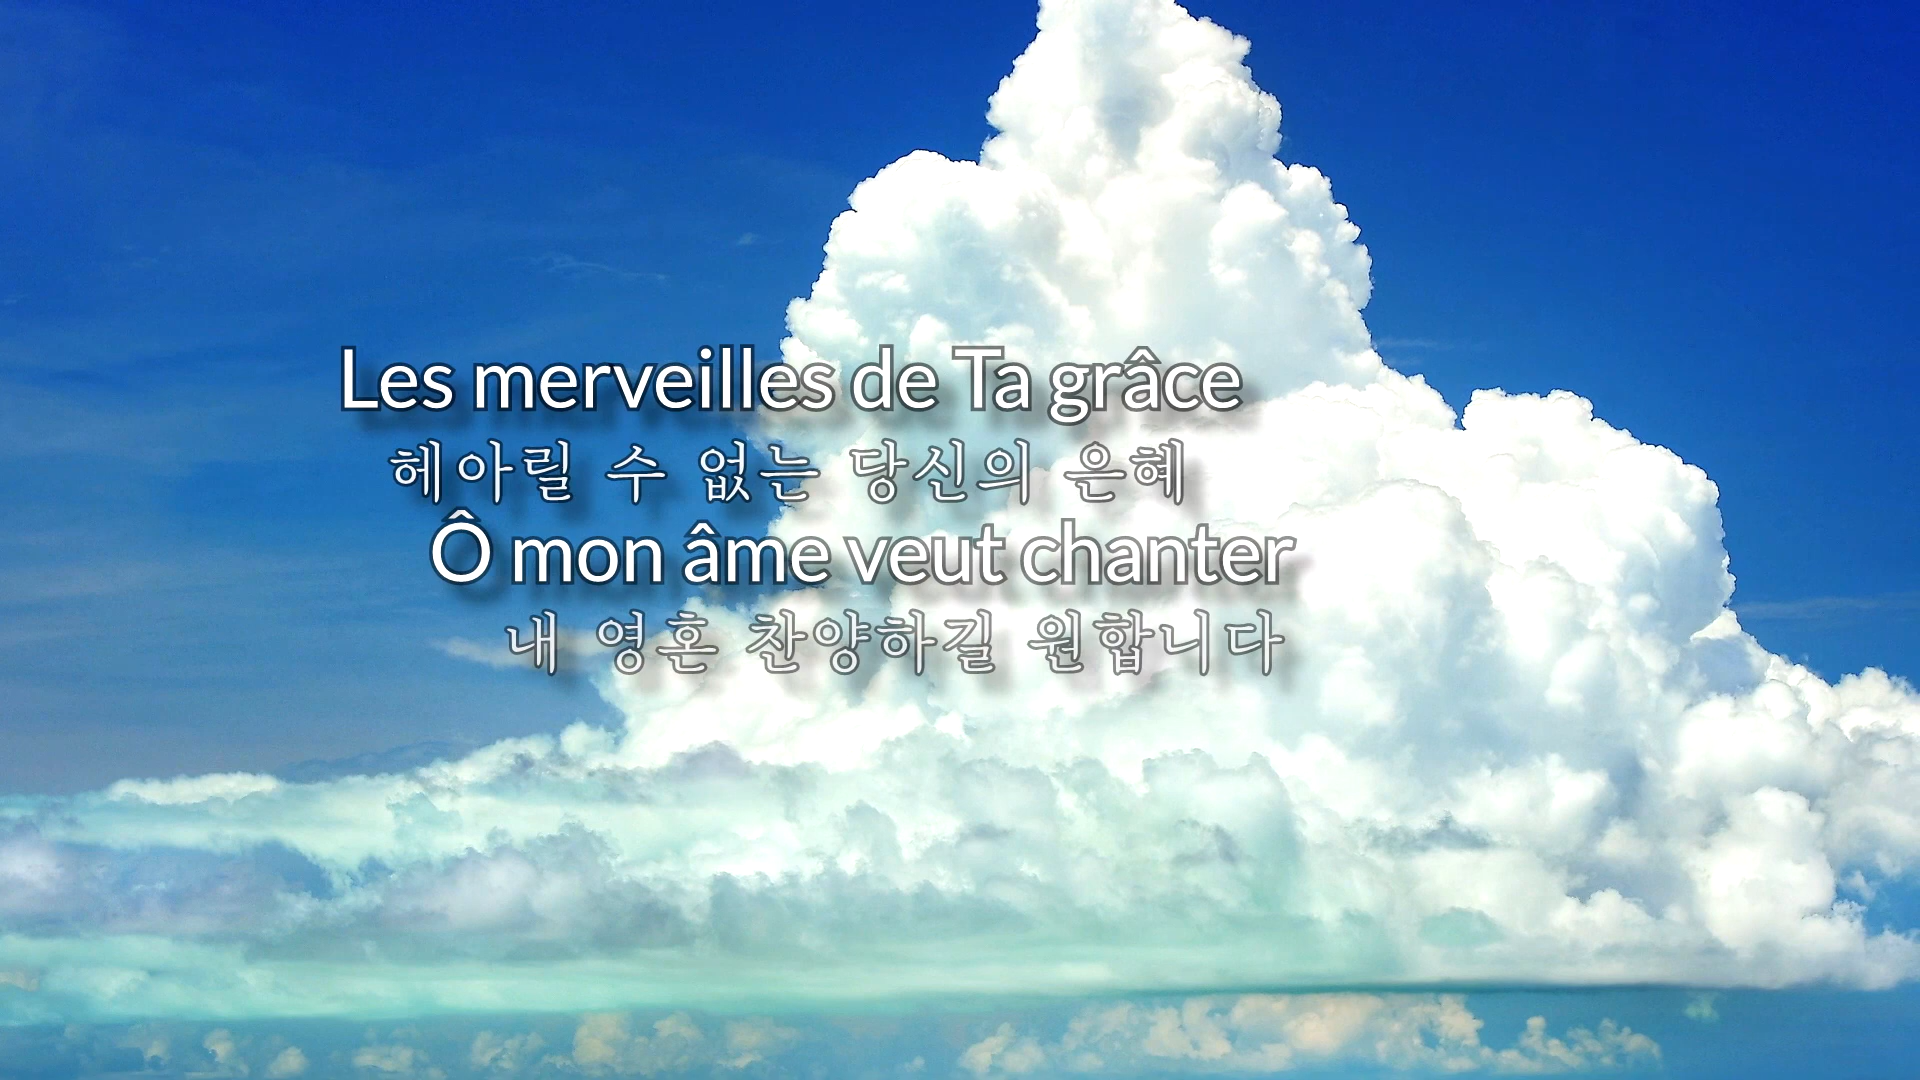 Les merveilles de Ta grâce
헤아릴 수 없는 당신의 은혜
Ô mon âme veut chanter
내 영혼 찬양하길 원합니다